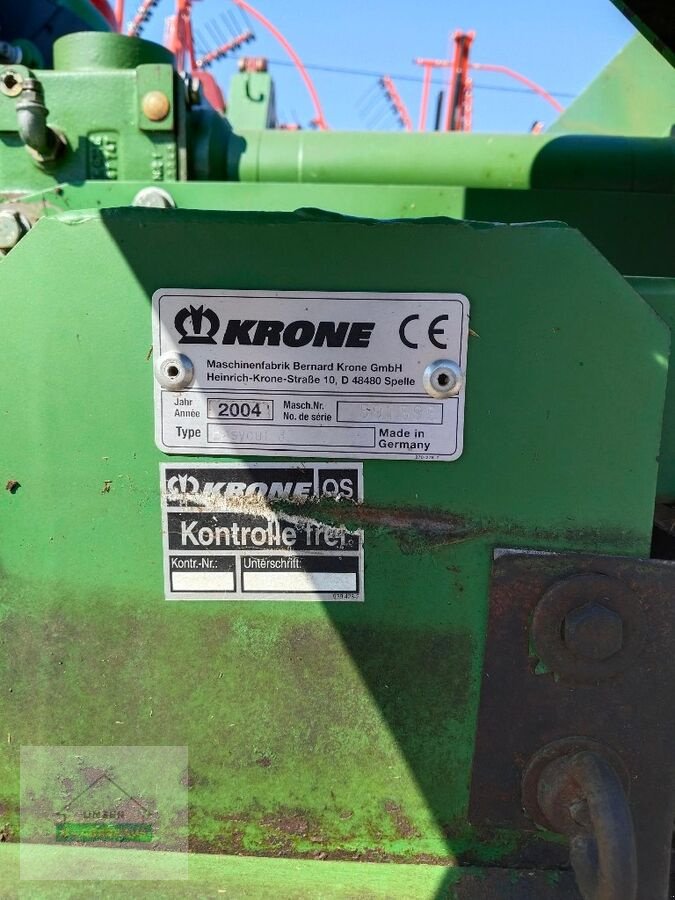 KRONE CE
Maschinenfabrik Bernard Krone GmbH
Heinrich-Krone-Straße 10, D 48480 Spelle
Jahr
Année 2004
Masch.Nr.
No. de série
Type
Made in
Germany
KRONE QS
Kontrolle frei
Kontr.-Nr.:
Unterschrift: